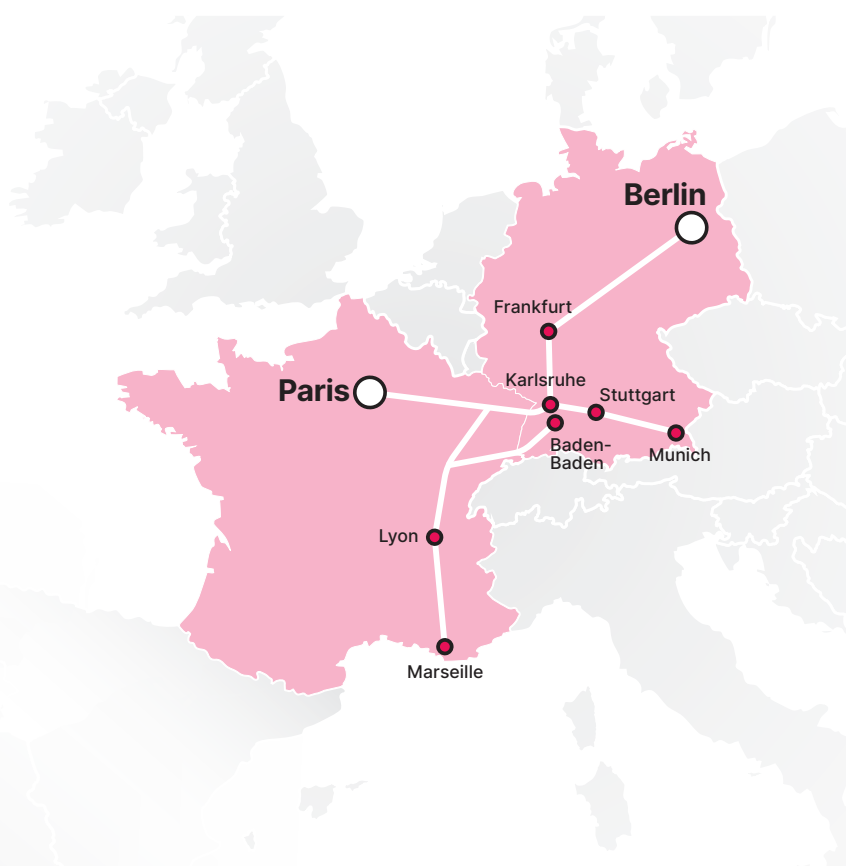 Berlin
Frankfurt
Karlsruhe
Paris
Stuttgart
Baden-
Baden
Munich
Lyon
Marseille